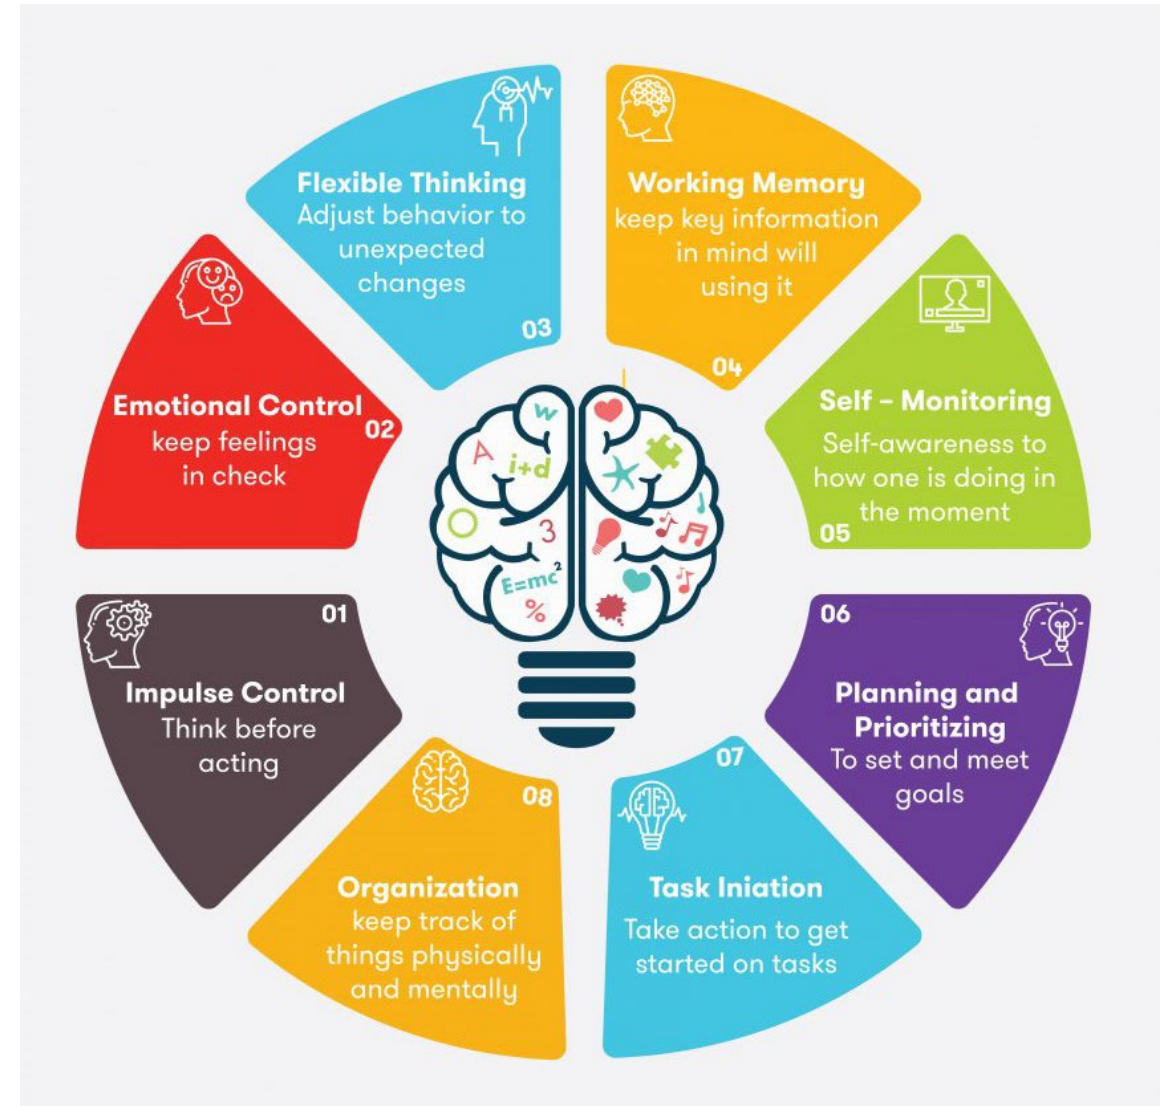 01
Impulse Control
Think before
acting
Emotional Control
02
keep feelings
in check
Flexible Thinking
Adjust behavior to
unexpected
changes
03
Working Memory
keep key information
in mind will
using it
04
Self – Monitoring
Self-awareness to
how one is doing in
the moment
05
06
Planning and
Prioritizing
To set and meet
goals
07
Task Iniation
Take action to get
started on tasks
08
Organization
keep track of
things physically
and mentally
w
A
i+d
3
E=mc²
%